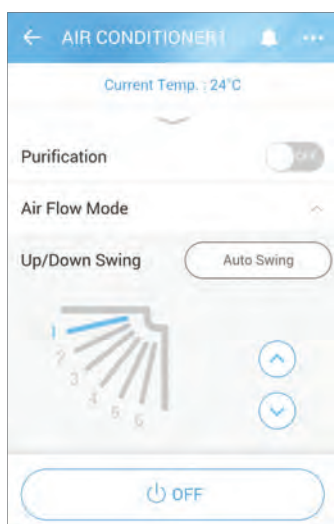 AIR CONDITIONER
Current Temp. : 24°C
Purification
OFF
Air Flow Mode
Up/Down Swing
Auto Swing
1
2
3
4
5
6
OFF